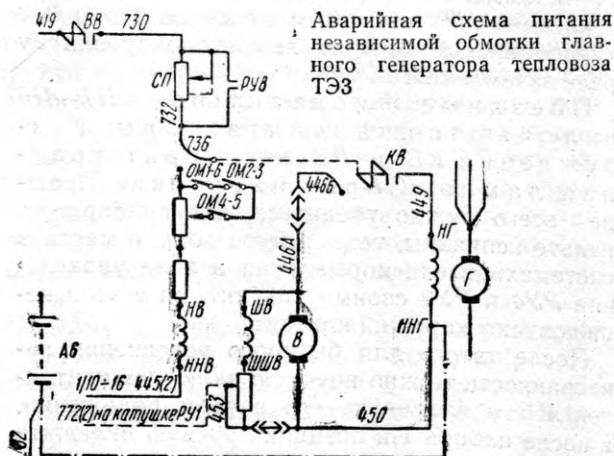 419 ВВ 730
Аварийная схема питания
независимой обмотки глав-
ного генератора тепловоза
ТЭЗ
СП
РУ8
732
736
ОМ1-6 ОМ2-3
ОМ4-5
446Б
КВ
449
446А
НГ
Г
ННГ
НВ
ШВ
В
АБ
ННВ
ШШВ
1/10÷16 445(2)
772(2) на катушке РУ1
453
450